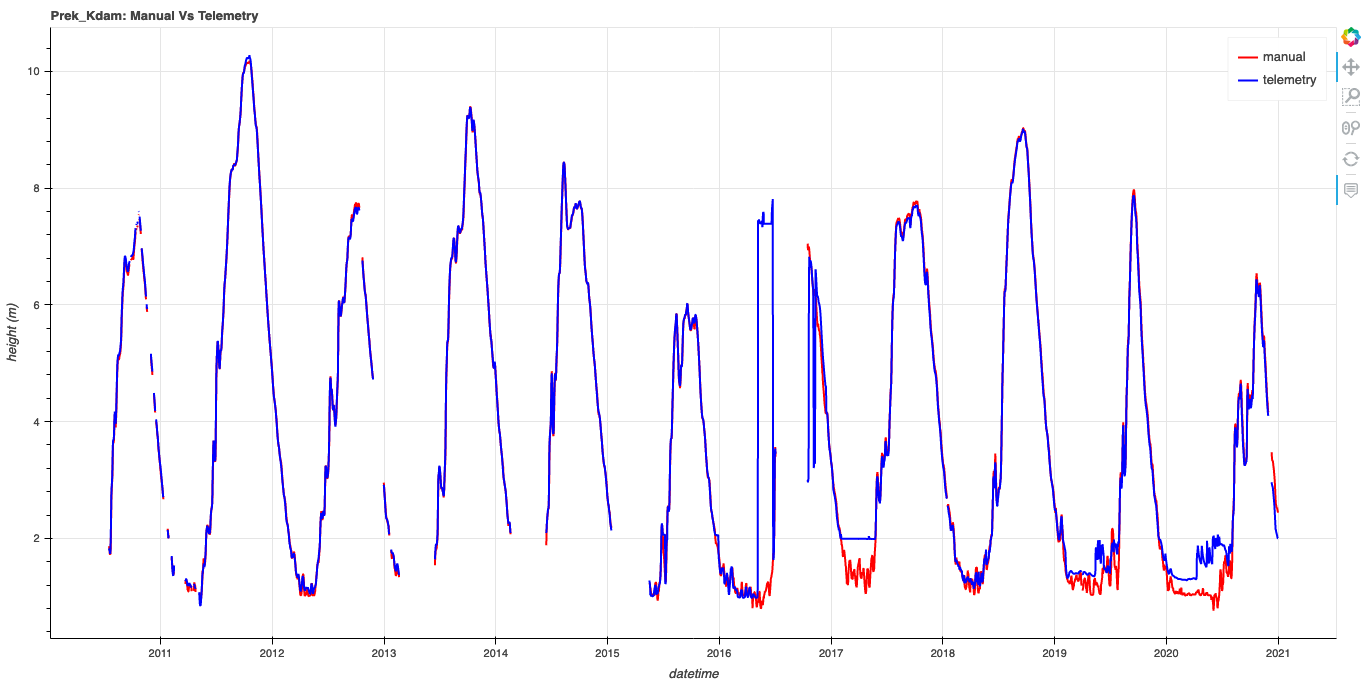 Prek_Kdam: Manual Vs Telemetry
manual
telemetry
10
8
6
4
2
height (m)
2011 2012 2013 2014 2015 2016 2017 2018 2019 2020 2021
datetime